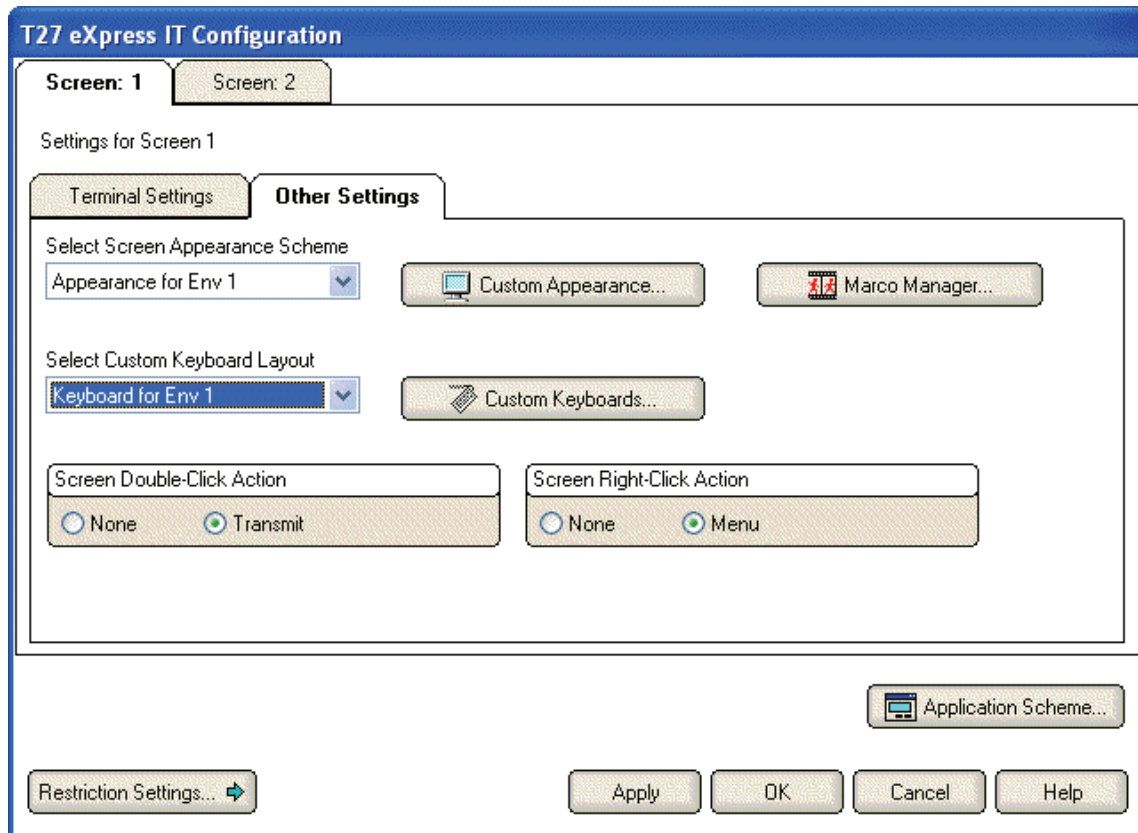 T27 eXpress IT Configuration
Screen: 1 Screen: 2
Settings for Screen 1
Terminal Settings Other Settings
Select Screen Appearance Scheme
Appearance for Env 1 Custom Appearance... Marco Manager...
Select Custom Keyboard Layout
Keyboard for Env 1 Custom Keyboards...
Screen Double-Click Action Screen Right-Click Action
None Transmit None Menu
Application Scheme...
Restriction Settings... Apply OK Cancel Help